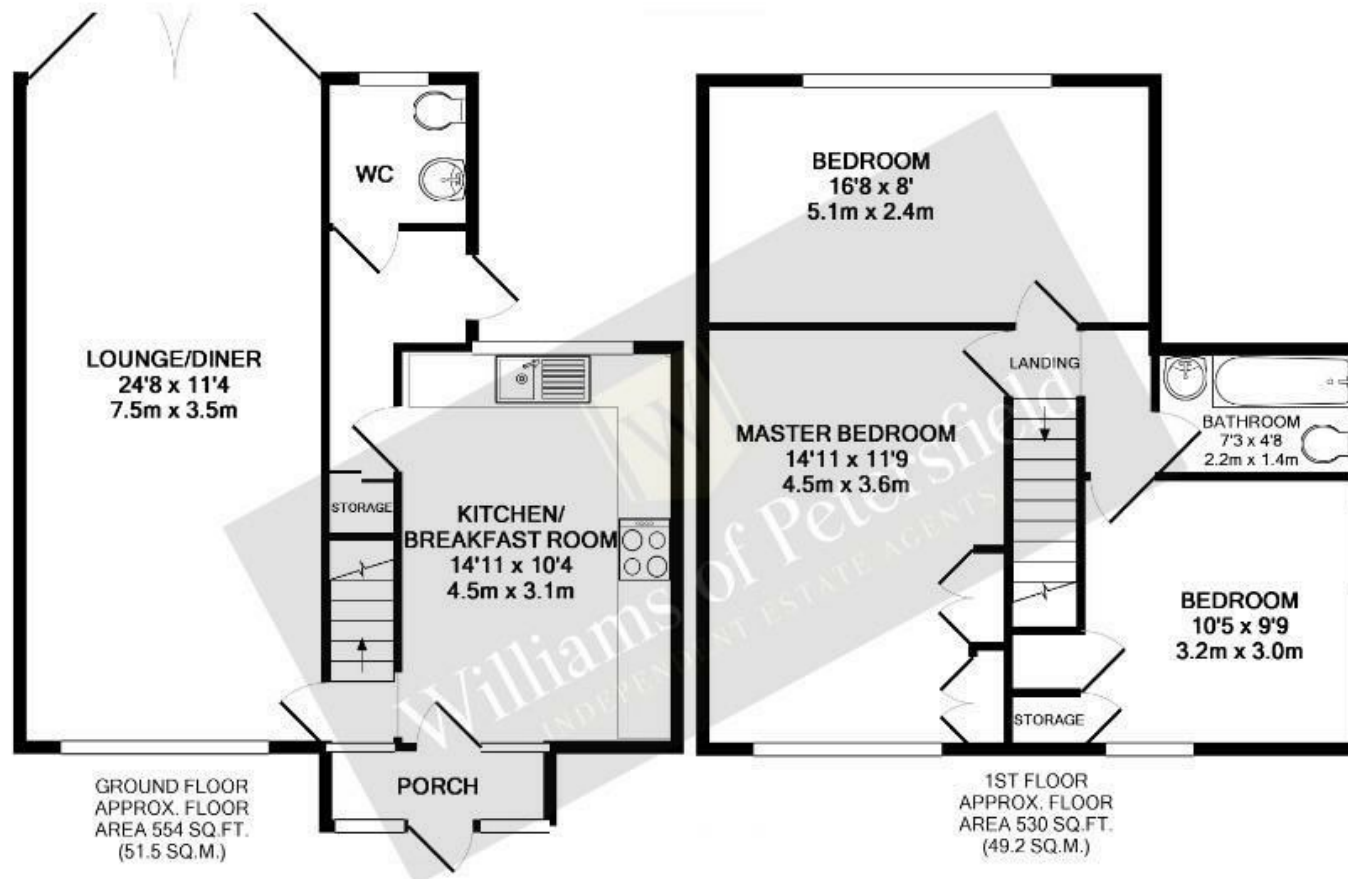 WC
LOUNGE/DINER
24'8 x 11'4
7.5m x 3.5m
STORAGE
KITCHEN/
BREAKFAST ROOM
14'11 x 10'4
4.5m x 3.1m
PORCH
GROUND FLOOR
APPROX. FLOOR
AREA 554 SQ.FT.
(51.5 SQ.M.)
BEDROOM
16'8 x 8'
5.1m x 2.4m
LANDING
MASTER BEDROOM
14'11 x 11'9
4.5m x 3.6m
BATHROOM
7'3 x 4'8
2.2m x 1.4m
BEDROOM
10'5 x 9'9
3.2m x 3.0m
STORAGE
1ST FLOOR
APPROX. FLOOR
AREA 530 SQ.FT.
(49.2 SQ.M.)
W
Williams of Petersfield
INDEPENDENT ESTATE AGENTS